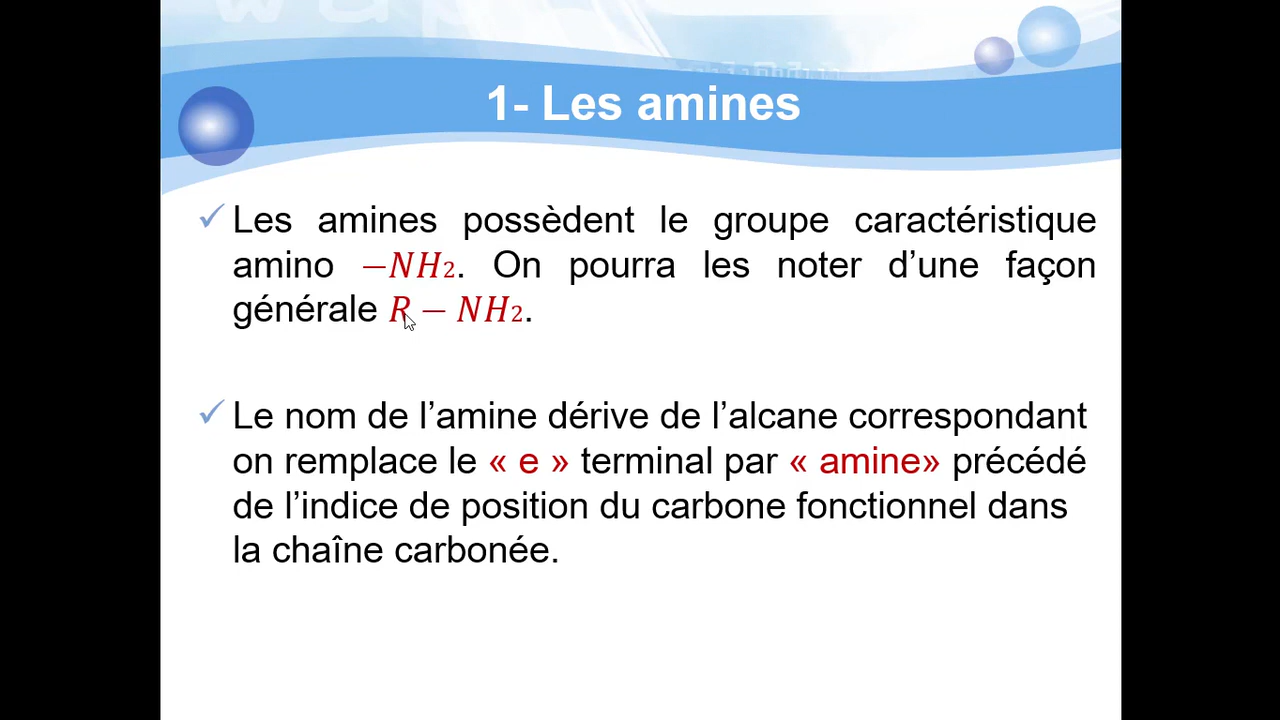 1- Les amines
✓ Les amines possèdent le groupe caractéristique
amino −NH₂. On pourra les noter d’une façon
générale R − NH₂.
✓ Le nom de l’amine dérive de l’alcane correspondant
on remplace le « e » terminal par « amine» précédé
de l’indice de position du carbone fonctionnel dans
la chaîne carbonée.